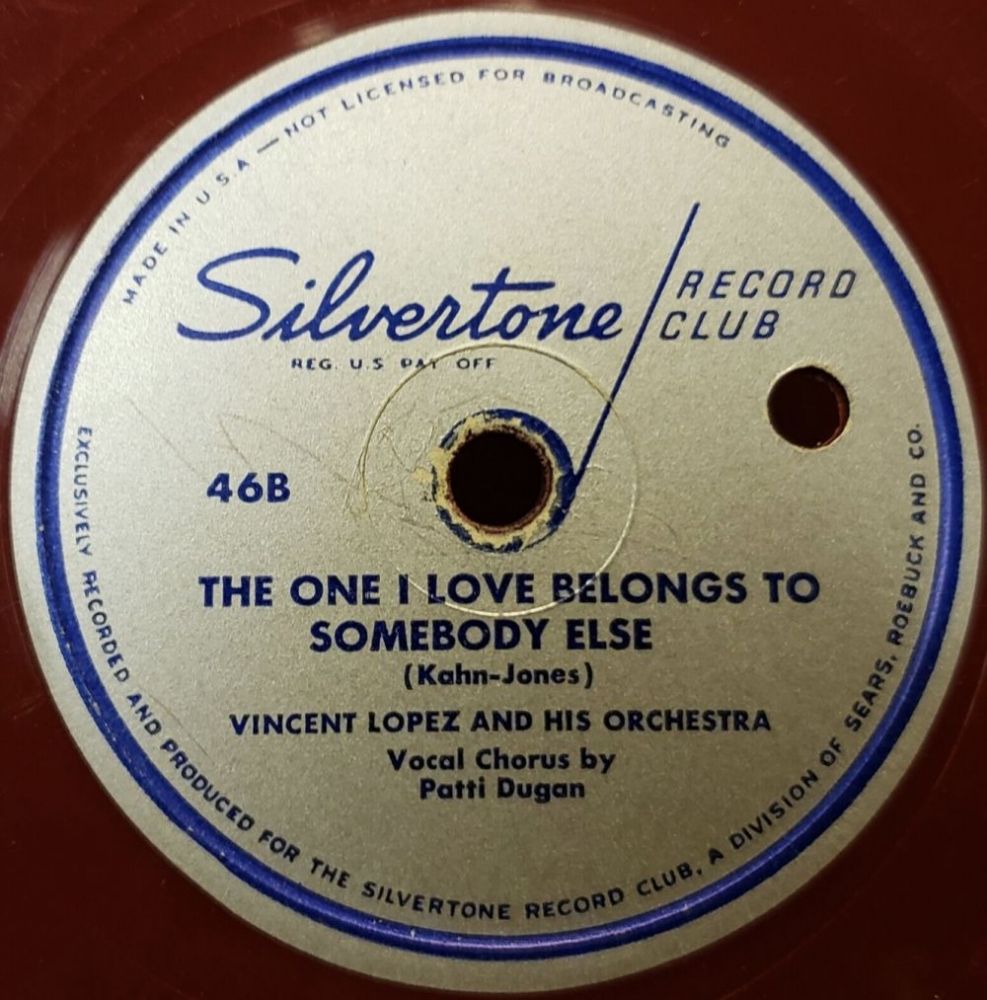 MADE IN U.S.A — NOT LICENSED FOR BROADCASTING
Silvertone
RECORD
CLUB
REG. U.S PAT OFF
46B
THE ONE I LOVE BELONGS TO
SOMEBODY ELSE
(Kahn-Jones)
VINCENT LOPEZ AND HIS ORCHESTRA
Vocal Chorus by
Patti Dugan
EXCLUSIVELY RECORDED AND PRODUCED FOR THE SILVERTONE RECORD CLUB, A DIVISION OF SEARS, ROEBUCK AND CO.